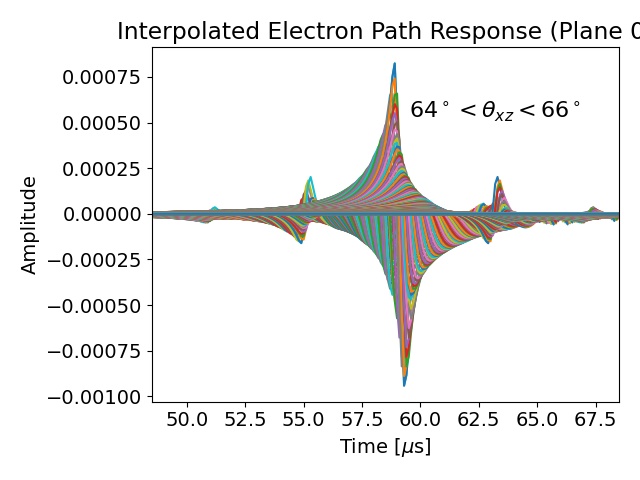 Interpolated Electron Path Response (Plane 0
0.00075
0.00050
0.00025
0.00000
−0.00025
−0.00050
−0.00075
−0.00100
Amplitude
64° < θxz < 66°
50.0 52.5 55.0 57.5 60.0 62.5 65.0 67.5
Time [μs]